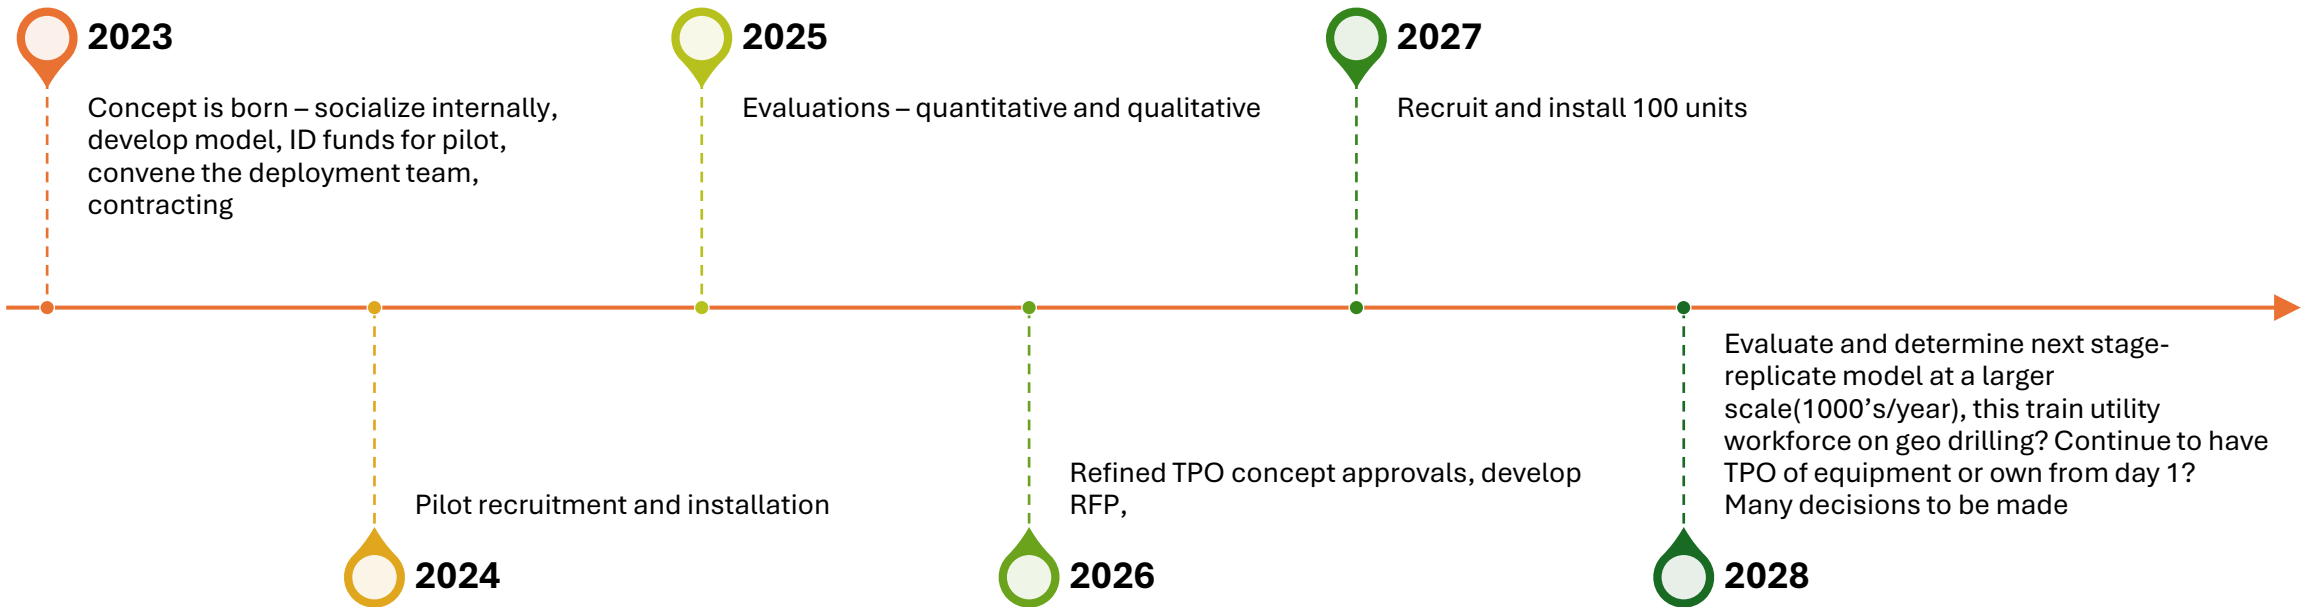 2023
Concept is born – socialize internally,
develop model, ID funds for pilot,
convene the deployment team,
contracting
Pilot recruitment and installation
2024
2025
Evaluations – quantitative and qualitative
Refined TPO concept approvals, develop
RFP,
2026
2027
Recruit and install 100 units
Evaluate and determine next stage-
replicate model at a larger
scale(1000’s/year), this train utility
workforce on geo drilling? Continue to have
TPO of equipment or own from day 1?
Many decisions to be made
2028